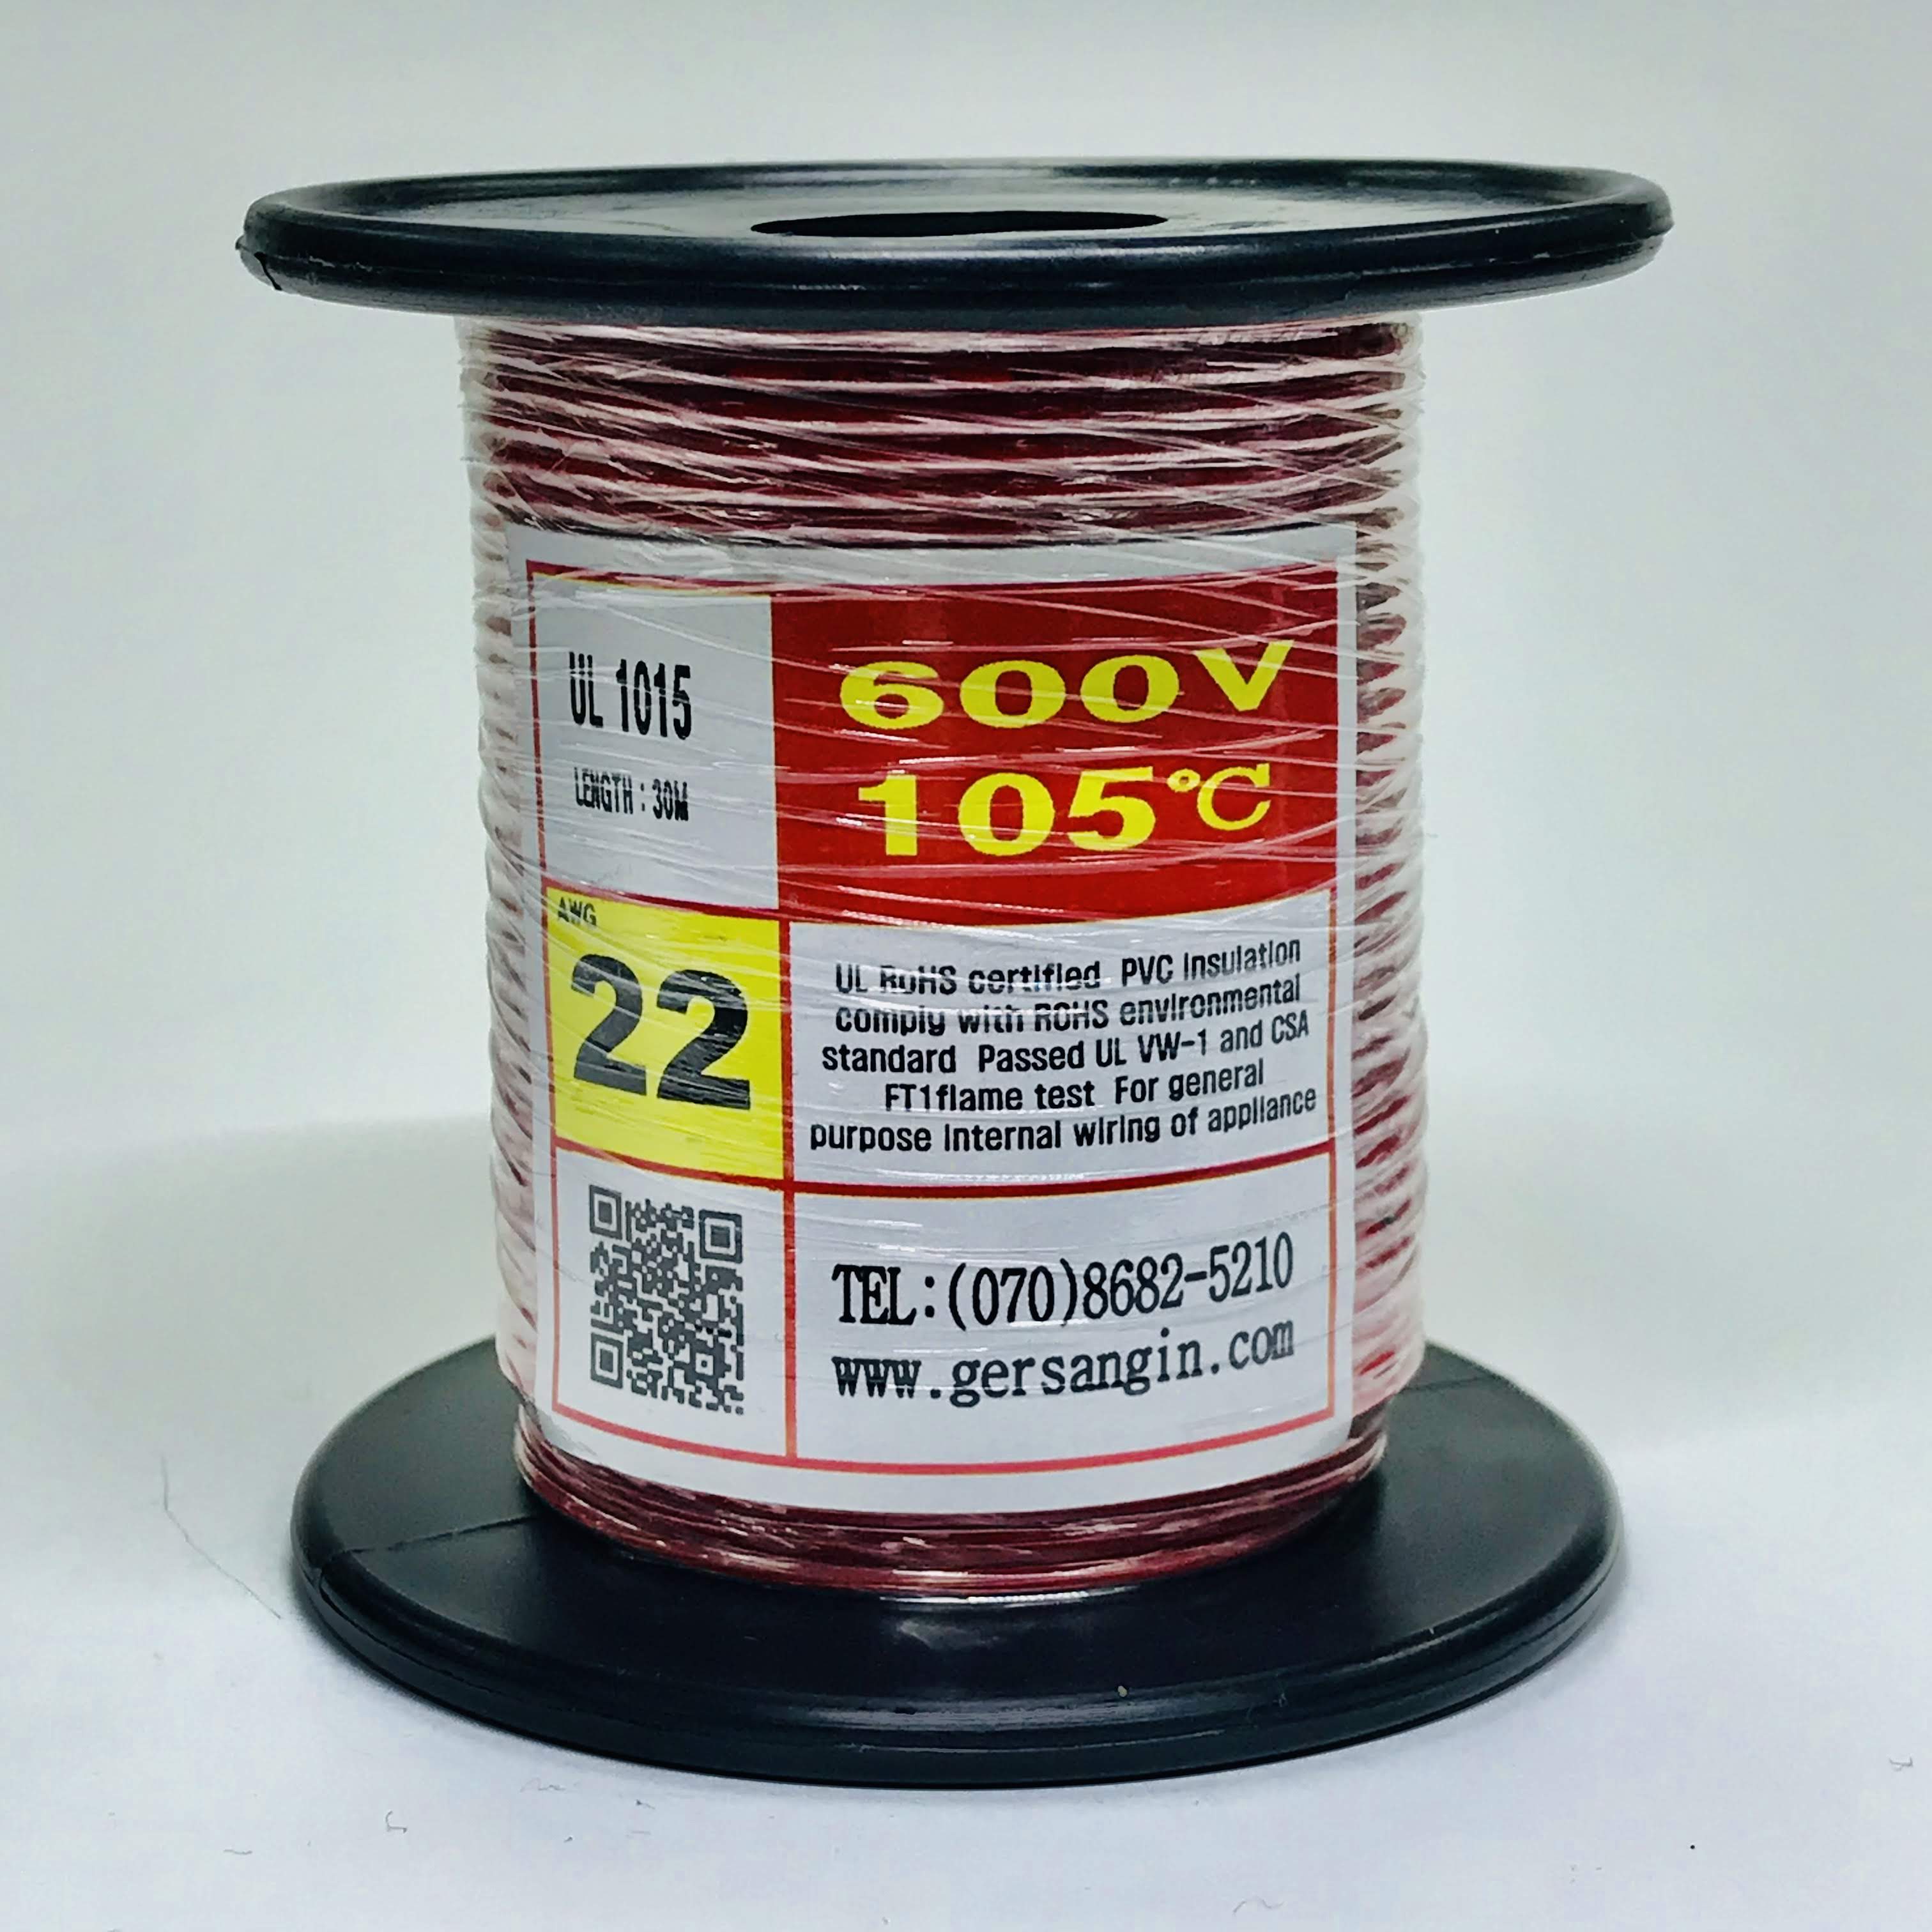 UL 1015
LENGTH : 30M
600V
105℃
AWG
22
UL RoHS certified PVC insulation
comply with ROHS environmental
standard Passed UL VW-1 and CSA
FT1flame test For general
purpose internal wiring of appliance
TEL:(070)8682-5210
www.gersangin.com